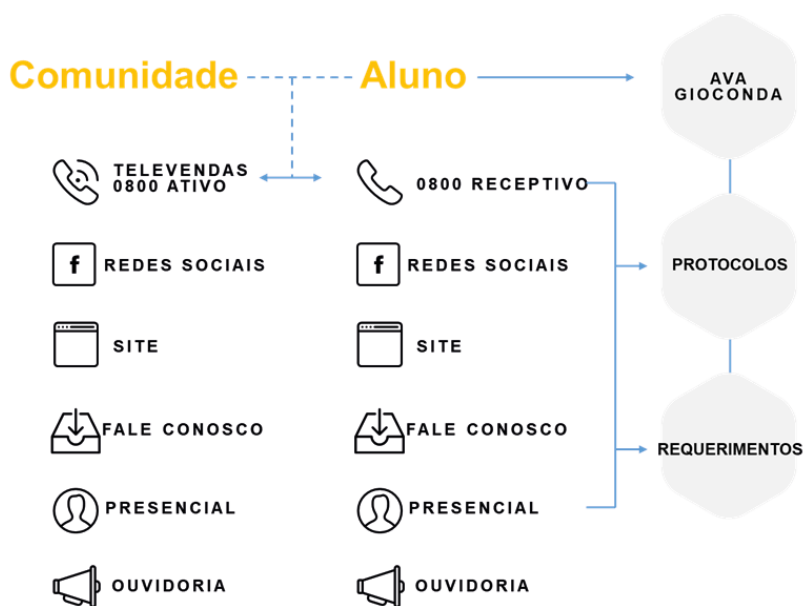 Comunidade
Aluno
AVA
GIOCONDA
TELEVENDAS
0800 ATIVO
0800 RECEPTIVO
f REDES SOCIAIS
f REDES SOCIAIS
PROTOCOLOS
SITE
SITE
FALE CONOSCO
FALE CONOSCO
REQUERIMENTOS
PRESENCIAL
PRESENCIAL
OUVIDORIA
OUVIDORIA